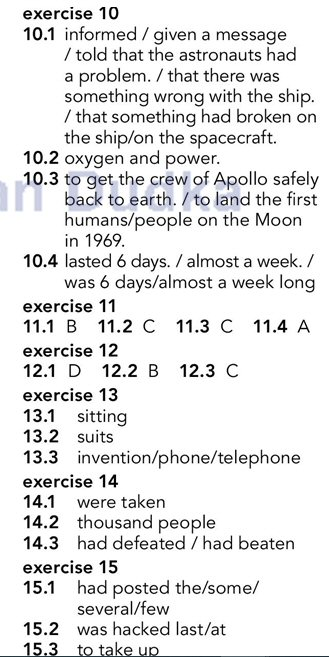 exercise 10
10.1 informed / given a message
/ told that the astronauts had
a problem. / that there was
something wrong with the ship.
/ that something had broken on
the ship/on the spacecraft.
10.2 oxygen and power.
10.3 to get the crew of Apollo safely
back to earth. / to land the first
humans/people on the Moon
in 1969.
10.4 lasted 6 days. / almost a week. /
was 6 days/almost a week long
exercise 11
11.1 B 11.2 C 11.3 C 11.4 A
exercise 12
12.1 D 12.2 B 12.3 C
exercise 13
13.1 sitting
13.2 suits
13.3 invention/phone/telephone
exercise 14
14.1 were taken
14.2 thousand people
14.3 had defeated / had beaten
exercise 15
15.1 had posted the/some/
several/few
15.2 was hacked last/at
15.3 to take up